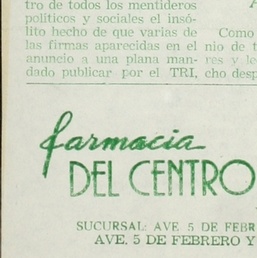 tro de todos los mentideros
políticos y sociales el insó-
lito hecho de que varias de
las firmas aparecidas en el
anuncio a una plana man-
dado publicar por el TRI,
Como
nio de t
res y le
cho desp
farmacia
DEL CENTRO
SUCURSAL: AVE 5 DE FEBR
AVE. 5 DE FEBRERO Y